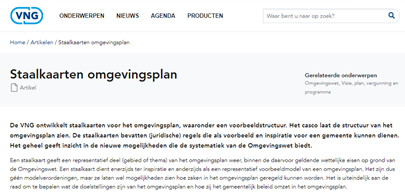 VNG
ONDERWERPEN NIEUWS AGENDA PRODUCTEN
Waar bent u naar op zoek?
Home / Artikelen / Staalkaarten omgevingsplan
Staalkaarten omgevingsplan
Artikel
Gerelateerde onderwerpen
Omgevingswet, Visie, plan, vergunning en
programma
De VNG ontwikkelt staalkaarten voor het omgevingsplan, waaronder een voorbeeldstructuur. Het casco laat de structuur van het
omgevingsplan zien. De staalkaarten bevatten (juridische) regels die als voorbeeld en inspiratie voor een gemeente kunnen dienen.
Het geheel geeft inzicht in de nieuwe mogelijkheden die de systematiek van de Omgevingswet biedt.
Een staalkaart geeft een representatief deel (gebied of thema) van het omgevingsplan weer, binnen de daarvoor geldende wettelijke eisen op grond van
de Omgevingswet. Een staalkaart dient enerzijds ter inspiratie en anderzijds als een representatief voorbeeldmodel van een omgevingsplan. Het zijn dus
géén modelverordeningen, maar ze laten wel mogelijkheden zien hoe zaken in het omgevingsplan geregeld kunnen worden. Het is uiteindelijk aan de
raad om te bepalen wat de doelstellingen zijn van het omgevingsplan en hoe zij het gemeentelijk beleid omzet in het omgevingsplan.